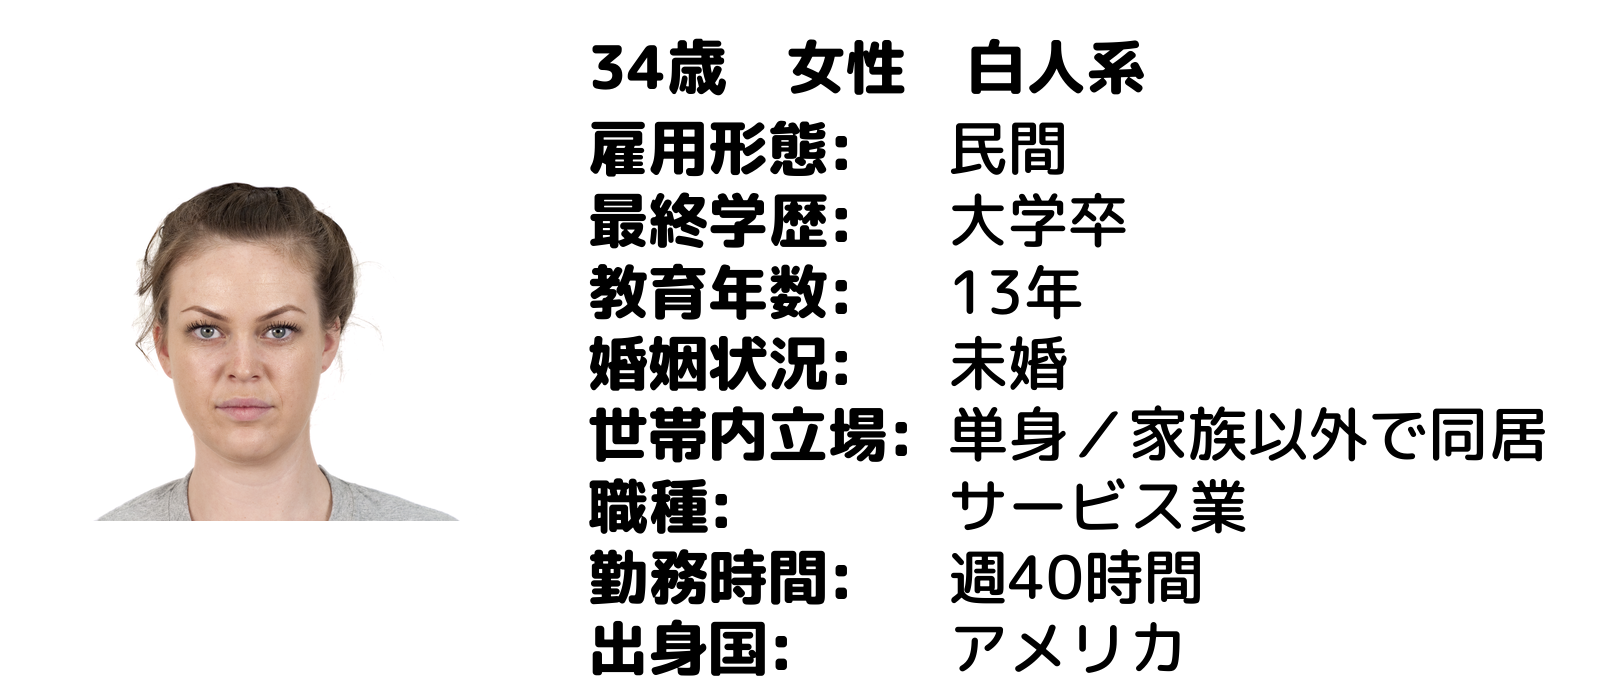 34歳　女性　白人系
雇用形態:　民間
最終学歴:　大学卒
教育年数:　13年
婚姻状況:　未婚
世帯内立場:　単身／家族以外で同居
職種:　サービス業
勤務時間:　週40時間
出身国:　アメリカ